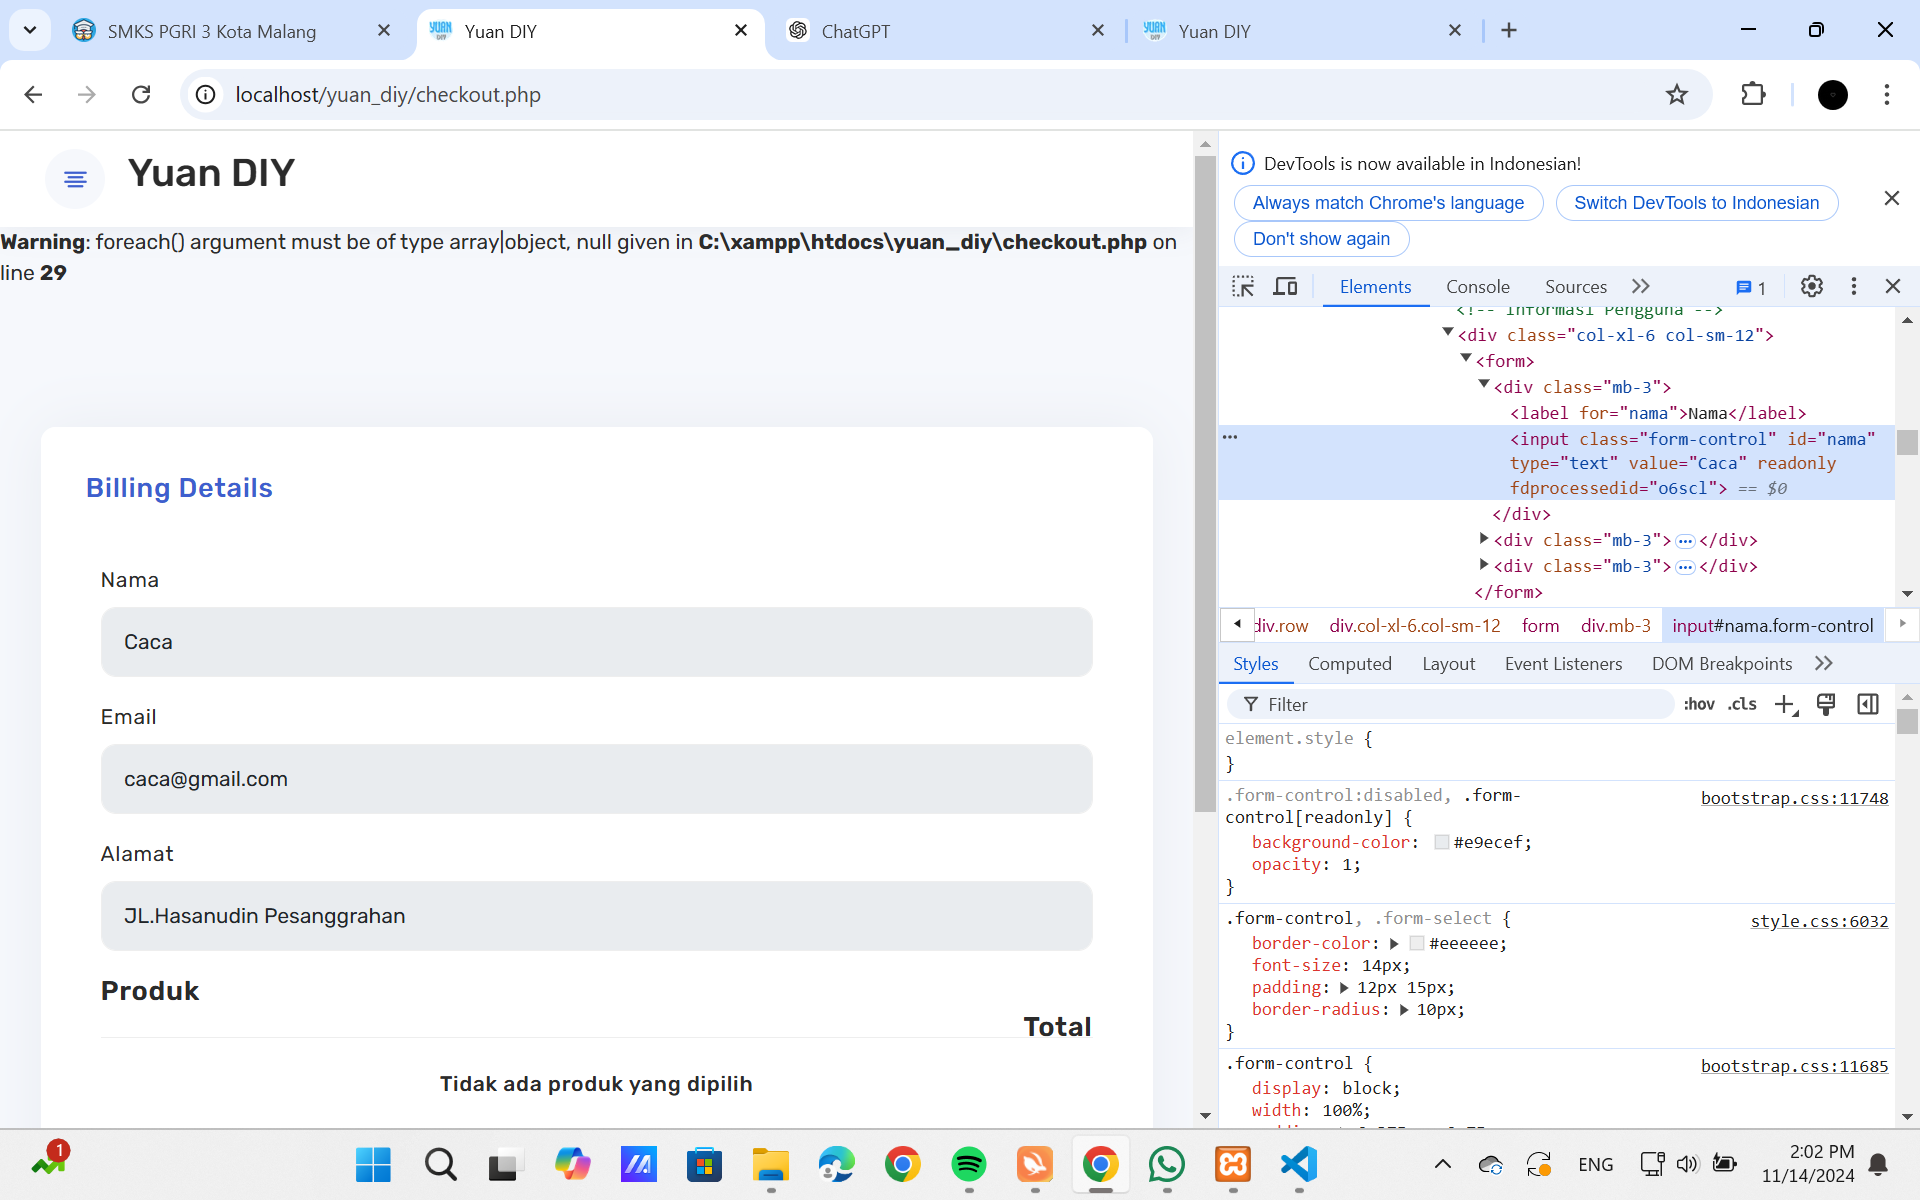 SMKS PGRI 3 Kota Malang
Yuan DIY
ChatGPT
Yuan DIY
localhost/yuan_diy/checkout.php
Yuan DIY
Warning: foreach() argument must be of type array|object, null given in C:\xampp\htdocs\yuan_diy\checkout.php on
line 29
Billing Details
Nama
Caca
Email
caca@gmail.com
Alamat
JL.Hasanudin Pesanggrahan
Produk
Total
Tidak ada produk yang dipilih
DevTools is now available in Indonesian!
Always match Chrome's language
Switch DevTools to Indonesian
Don't show again
Elements
Console
Sources
1
<!-- Informasi Pengguna -->
<div class="col-xl-6 col-sm-12">
<form>
<div class="mb-3">
<label for="nama">Nama</label>
<input class="form-control" id="nama"
type="text" value="Caca" readonly
fdprocessedid="o6scl"> == $0
</div>
<div class="mb-3">…</div>
<div class="mb-3">…</div>
</form>
div.row
div.col-xl-6.col-sm-12
form
div.mb-3
input#nama.form-control
Styles
Computed
Layout
Event Listeners
DOM Breakpoints
Filter
:hov
.cls
element.style {
}
.form-control:disabled, .form-
bootstrap.css:11748
control[readonly] {
background-color: #e9ecef;
opacity: 1;
}
.form-control, .form-select {
style.css:6032
border-color: #eeeeee;
font-size: 14px;
padding: 12px 15px;
border-radius: 10px;
}
.form-control {
bootstrap.css:11685
display: block;
width: 100%;
1
ENG
2:02 PM
11/14/2024